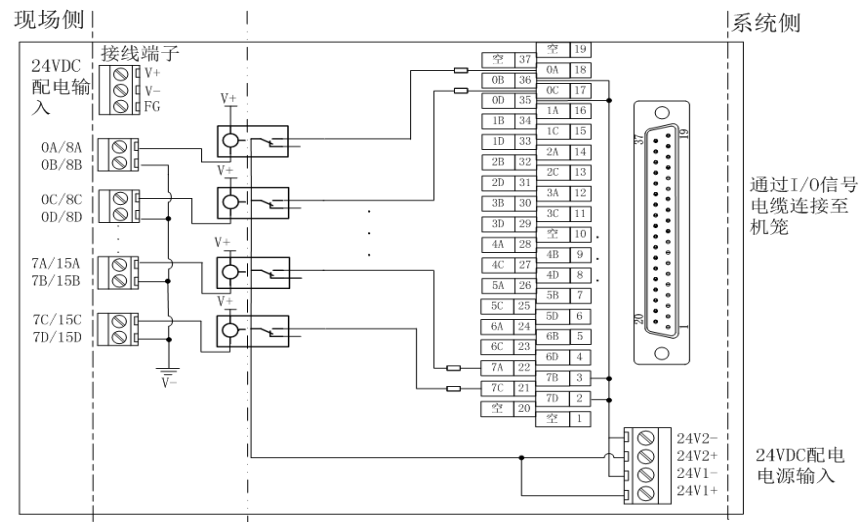 现场侧
系统侧
接线端子
24VDC
配电输
入
V+
V-
FG
V+
0A/8A
0B/8B
V+
0C/8C
0D/8D
V+
7A/15A
7B/15B
V+
7C/15C
7D/15D
V-
空 37
0B 36
0D 35
1B 34
1D 33
2B 32
2D 31
3B 30
3D 29
4A 28
4C 27
5A 26
5C 25
6A 24
6C 23
7A 22
7C 21
空 20
空 19
0A 18
0C 17
1A 16
1C 15
2A 14
2C 13
3A 12
3C 11
空 10
4B 9
4D 8
5B 7
5D 6
6B 5
6D 4
7B 3
7D 2
空 1
37
19
20
1
通过I/O信号
电缆连接至
机笼
24V2-
24V2+
24V1-
24V1+
24VDC配电
电源输入